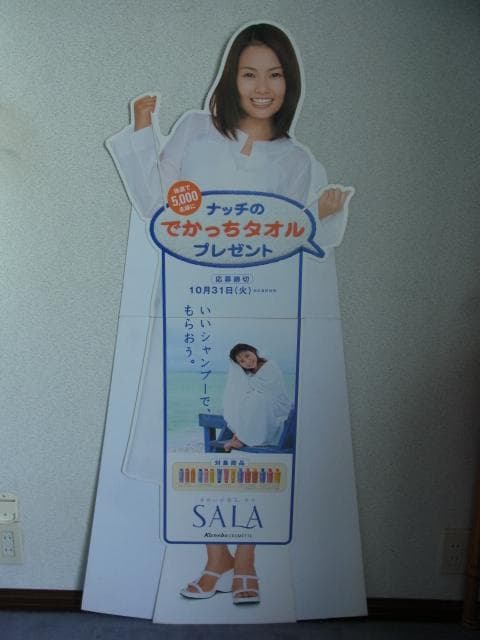 抽選で
5,000
名様に
ナッチの
でかっちタオル
プレゼント
応募締切
10月31日(火)
いいシャンプーで、
もらおう。
対象商品
SALA
Kanebo COSMETTE